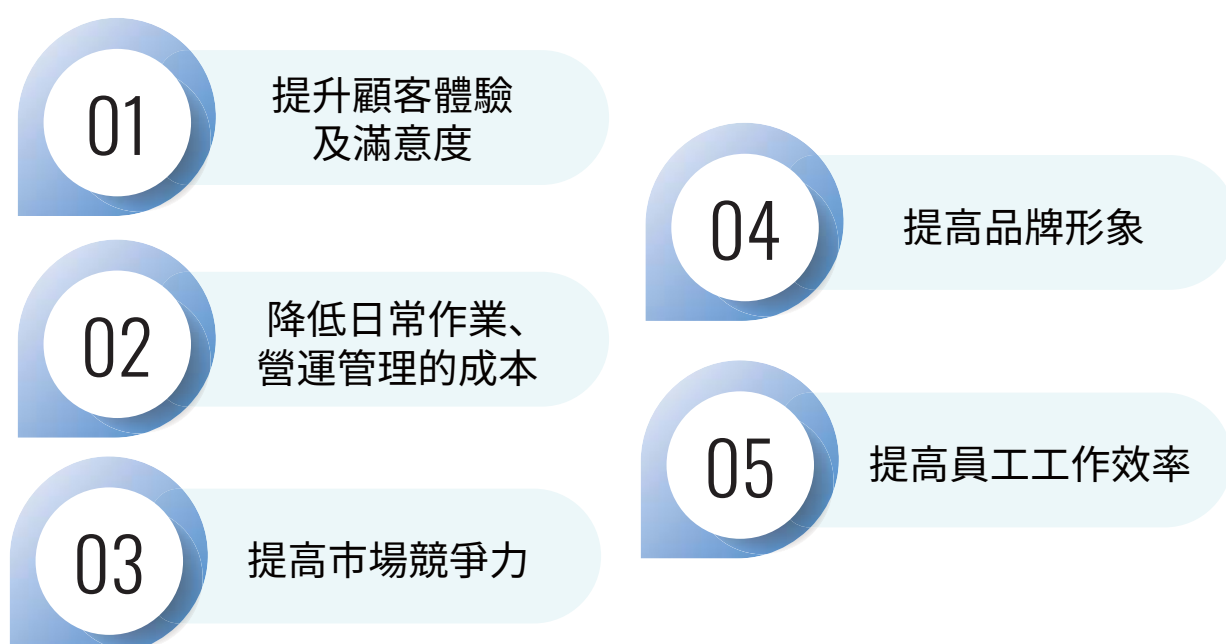 01
提升顧客體驗
及滿意度
02
降低日常作業、
營運管理的成本
03
提高市場競爭力
04
提高品牌形象
05
提高員工工作效率